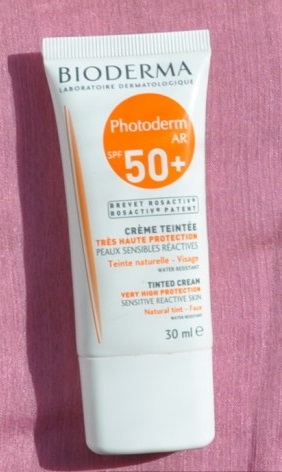 BIODERMA
LABORATOIRE DERMATOLOGIQUE
Photoderm
AR
SPF 50+
BREVET ROSACTIV®
ROSACTIV® PATENT
CRÈME TEINTÉE
TRÈS HAUTE PROTECTION
PEAUX SENSIBLES RÉACTIVES
Teinte naturelle - Visage
WATER RESISTANT
TINTED CREAM
VERY HIGH PROTECTION
SENSITIVE REACTIVE SKIN
Natural tint - Face
WATER RESISTANT
30 ml e